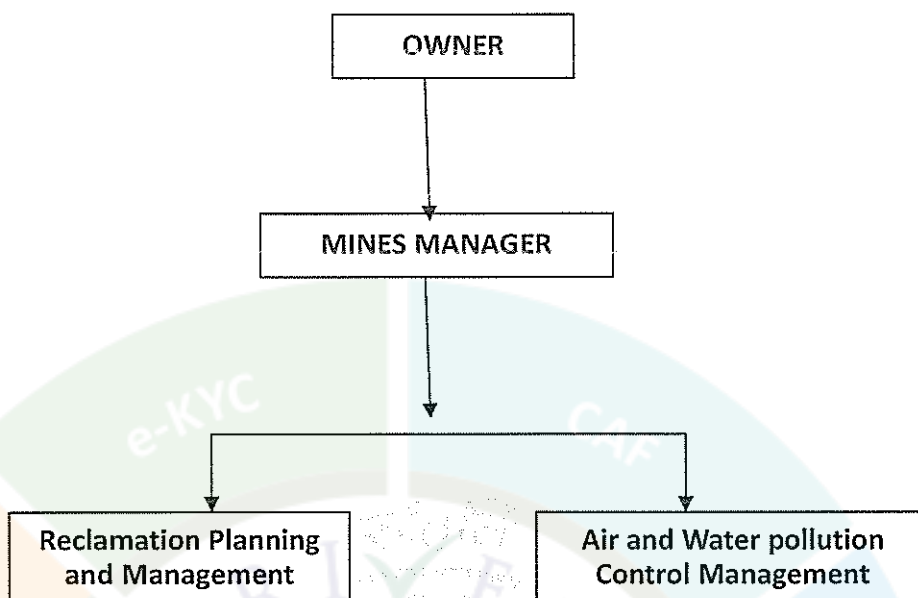 OWNER
MINES MANAGER
e-KYC
CAF
Reclamation Planning
and Management
Air and Water pollution
Control Management